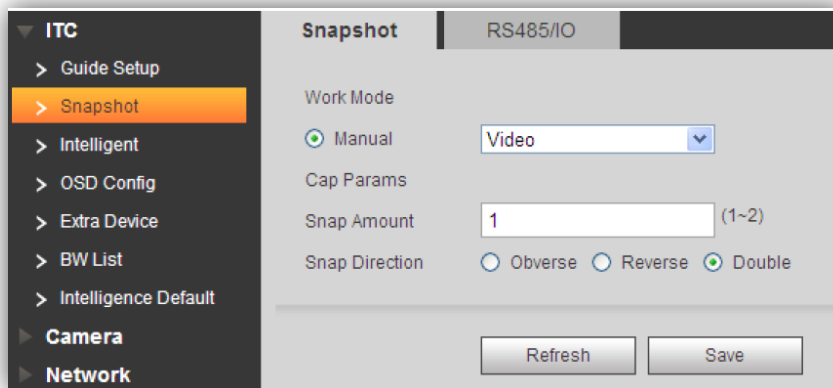 ITC
Guide Setup
Snapshot
Intelligent
OSD Config
Extra Device
BW List
Intelligence Default
Camera
Network
Snapshot
RS485/IO
Work Mode
Manual
Video
Cap Params
Snap Amount
1
(1~2)
Snap Direction
Obverse
Reverse
Double
Refresh
Save